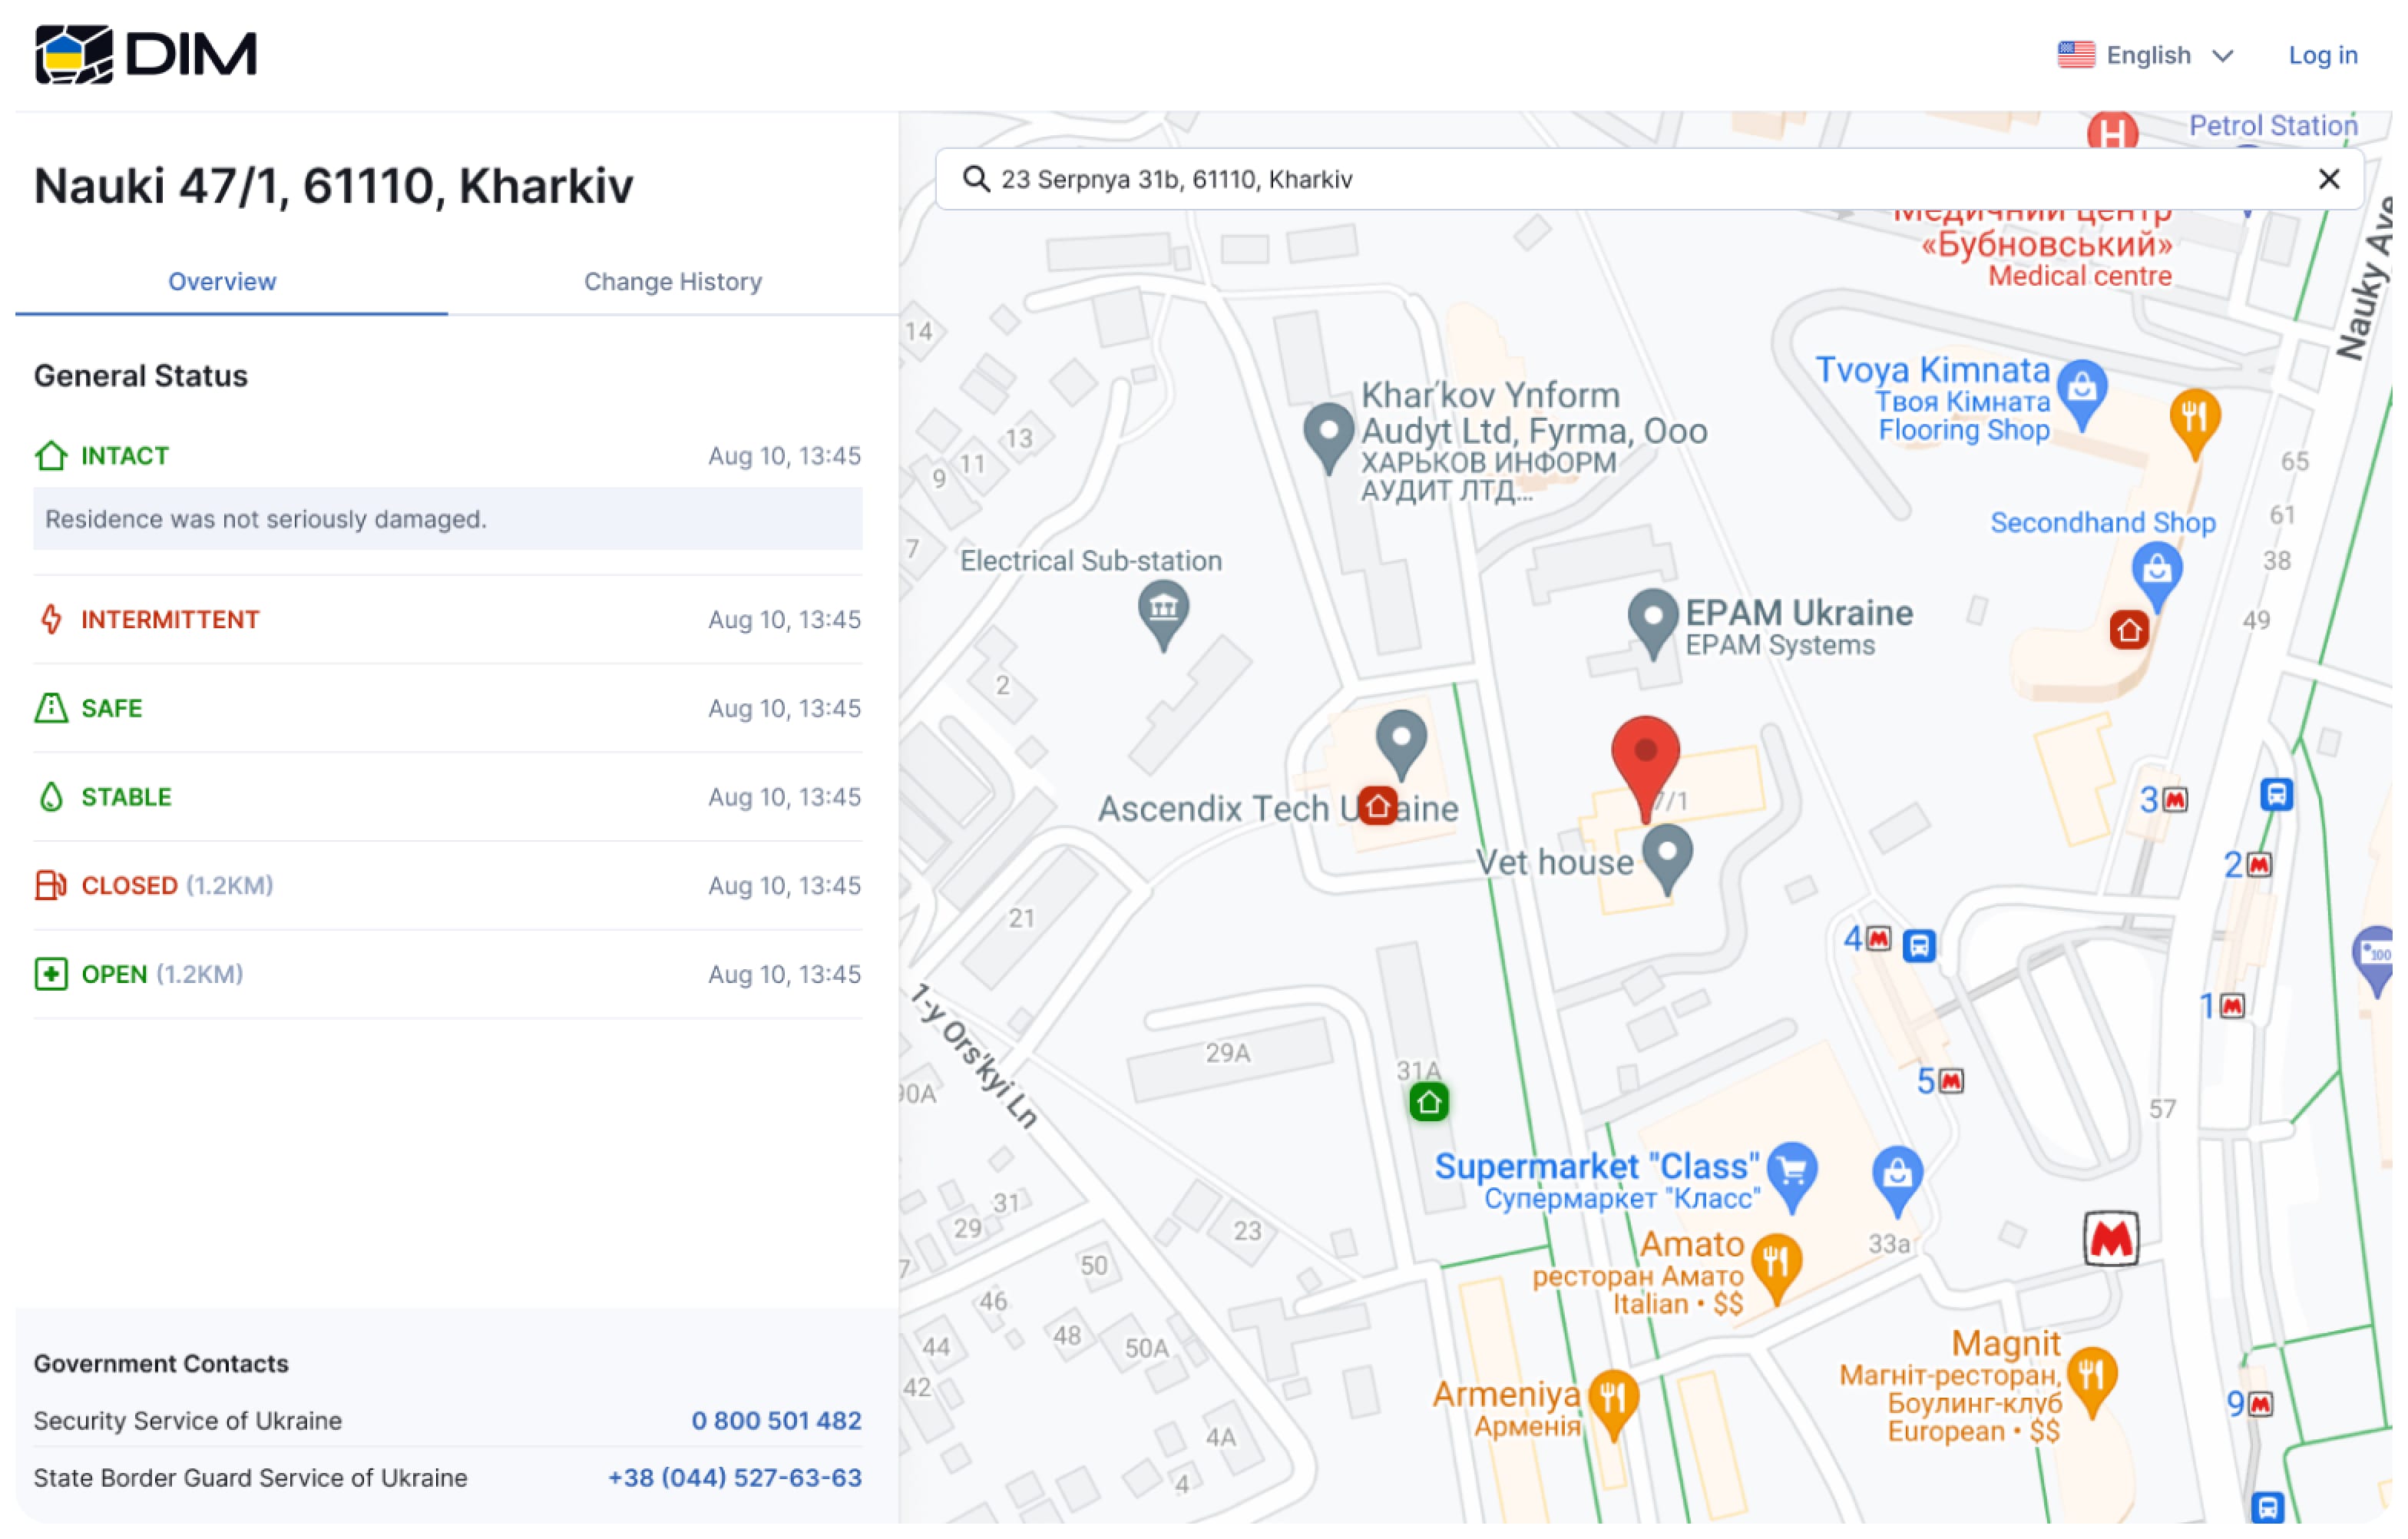 DIM
English
Log in
Nauki 47/1, 61110, Kharkiv
Overview
Change History
General Status
INTACT
Aug 10, 13:45
Residence was not seriously damaged.
INTERMITTENT
Aug 10, 13:45
SAFE
Aug 10, 13:45
STABLE
Aug 10, 13:45
CLOSED (1.2KM)
Aug 10, 13:45
OPEN (1.2KM)
Aug 10, 13:45
Government Contacts
Security Service of Ukraine
0 800 501 482
State Border Guard Service of Ukraine
+38 (044) 527-63-63
H
Petrol Station
23 Serpnya 31b, 61110, Kharkiv
Медичний центр
«Бубновський»
Medical centre
Nauky Ave
14
Khar'kov Ynform
Audyt Ltd, Fyrma, Ooo
ХАРЬКОВ ИНФОРМ
АУДИТ ЛТД...
Tvoya Kimnata
Твоя Кімната
Flooring Shop
13
11
9
65
61
Secondhand Shop
7
38
Electrical Sub-station
EPAM Ukraine
EPAM Systems
49
2
Ascendix Tech U
aine
7/1
3 M
Vet house
2 M
21
4 M
100
1 M
1-y Ors'kyi Ln
29A
31A
5 M
90A
57
Supermarket "Class"
Супермаркет "Класс"
31
29
23
Amato
ресторан Амато
Italian • $$
33a
M
7
50
46
48
44
50A
42
Magnit
Магніт-ресторан,
Боулинг-клуб
European • $$
Armeniya
Арменія
9 M
4A
4